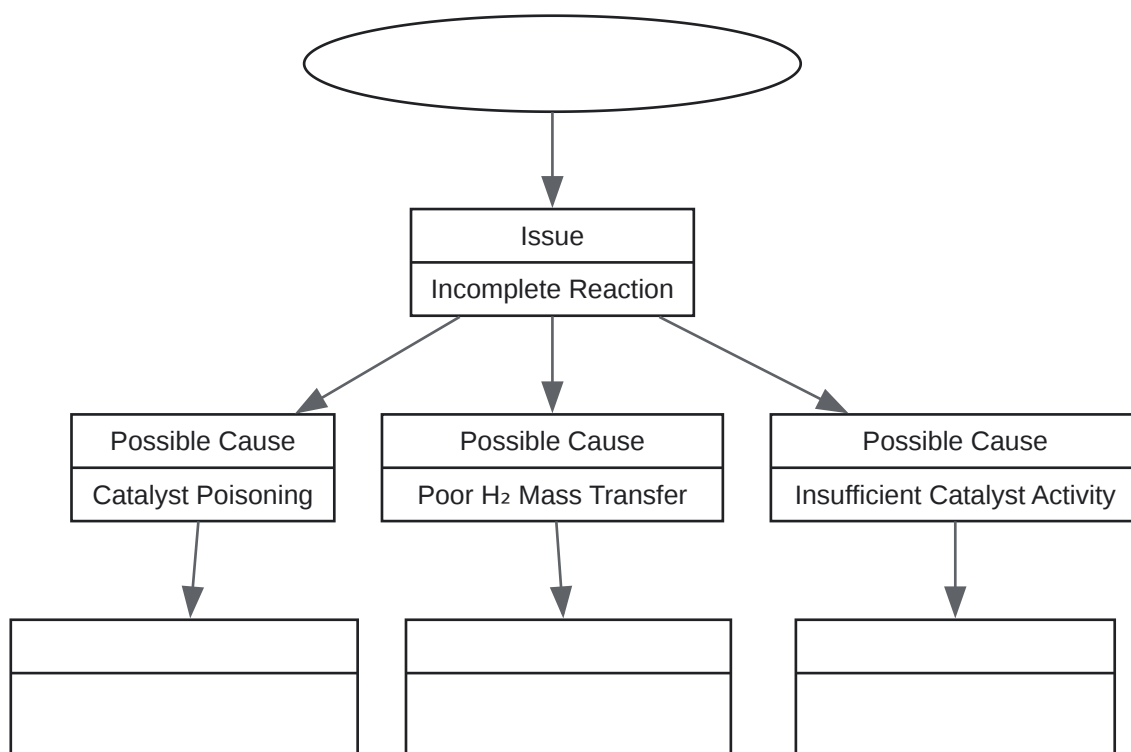 Issue
Incomplete Reaction
Possible Cause
Catalyst Poisoning
Possible Cause
Poor H₂ Mass Transfer
Possible Cause
Insufficient Catalyst Activity